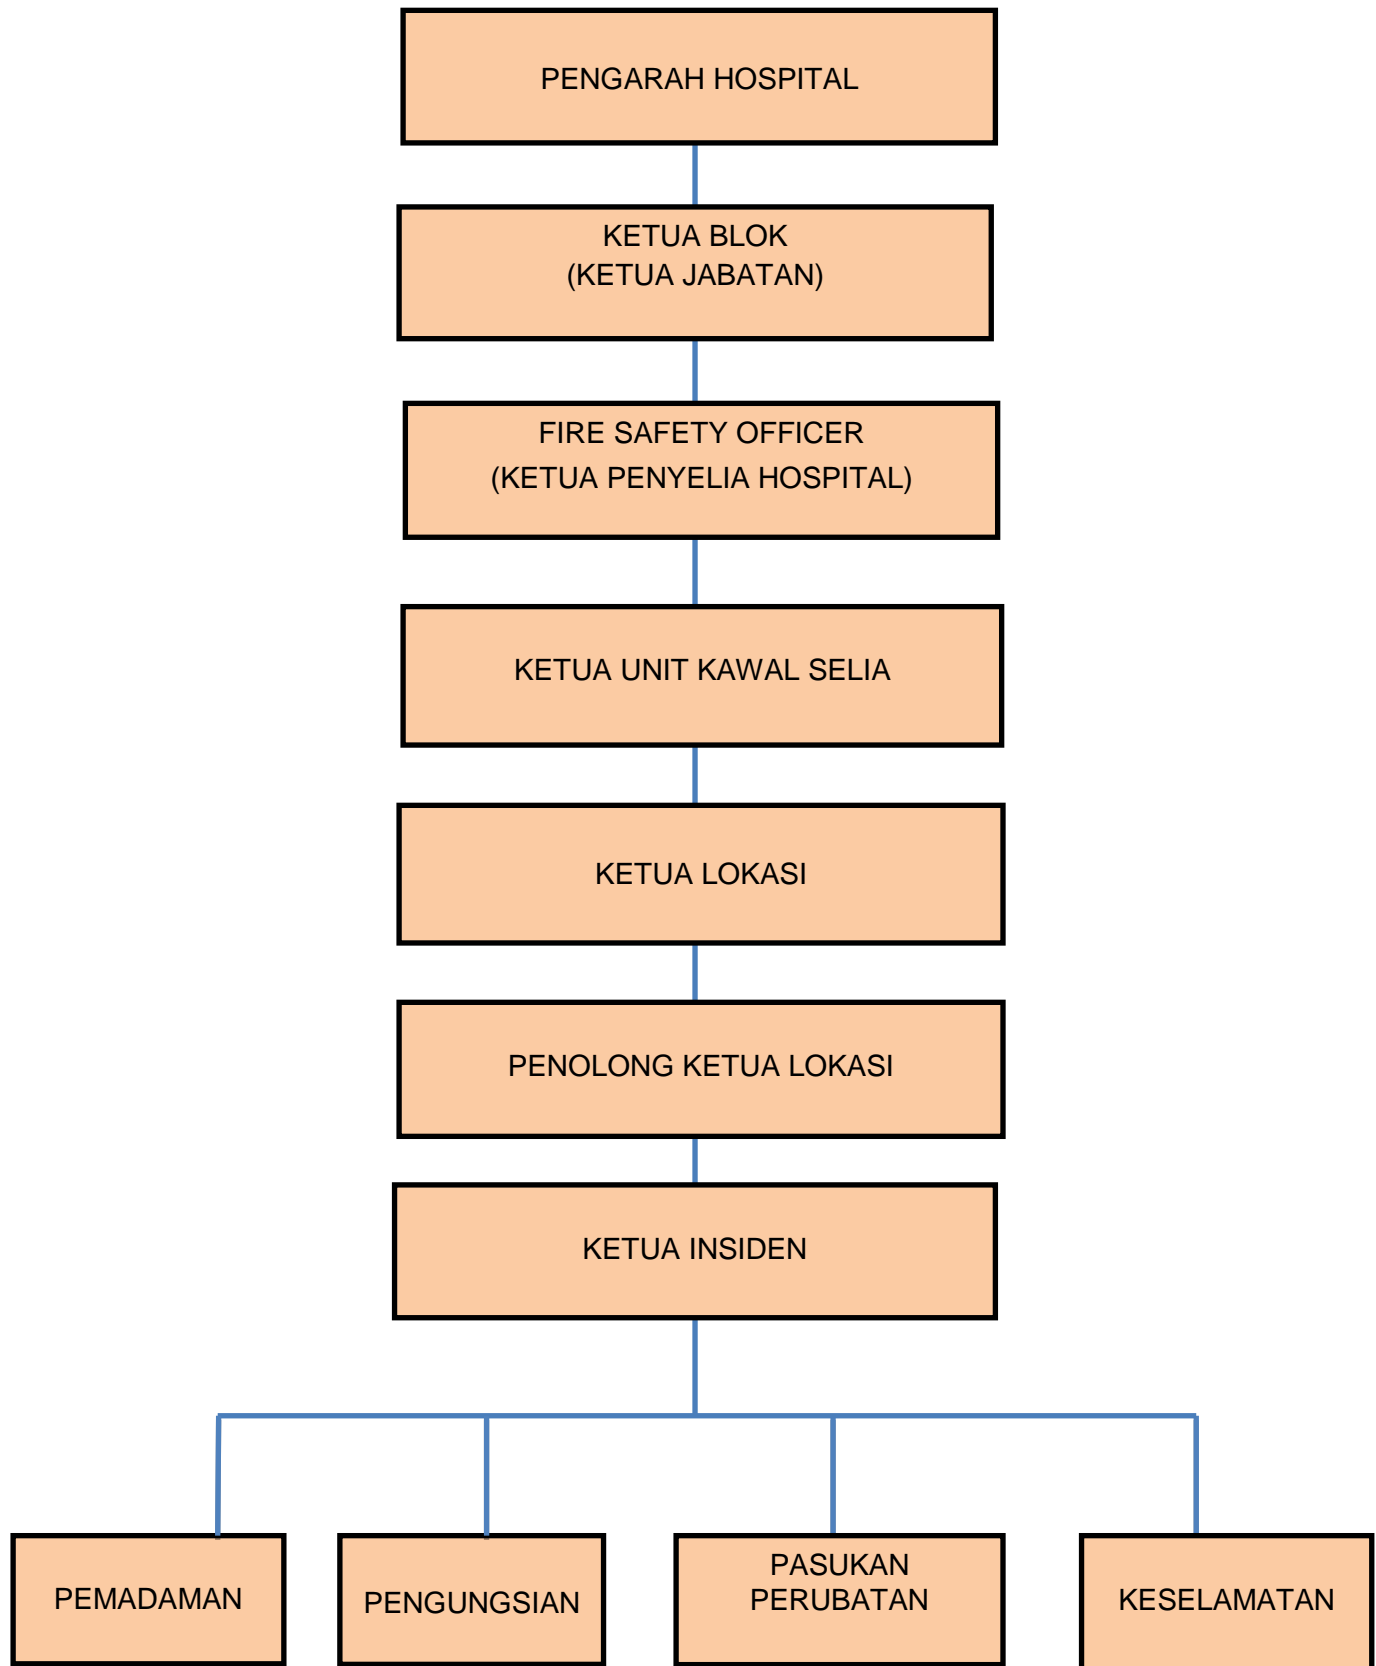 PENGARAH HOSPITAL
KETUA BLOK
(KETUA JABATAN)
FIRE SAFETY OFFICER
(KETUA PENYELIA HOSPITAL)
KETUA UNIT KAWAL SELIA
KETUA LOKASI
PENOLONG KETUA LOKASI
KETUA INSIDEN
PEMADAMAN
PENGUNGSIAN
PASUKAN
PERUBATAN
KESELAMATAN